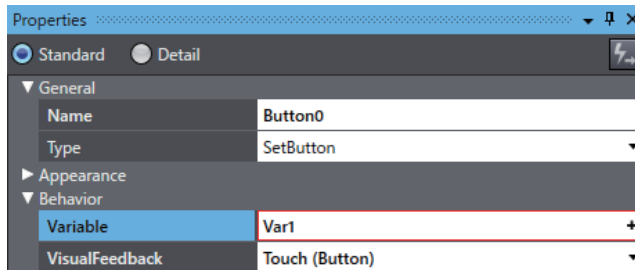 Properties
Standard Detail
General
Name Button0
Type SetButton
Appearance
Behavior
Variable Var1
VisualFeedback Touch (Button)